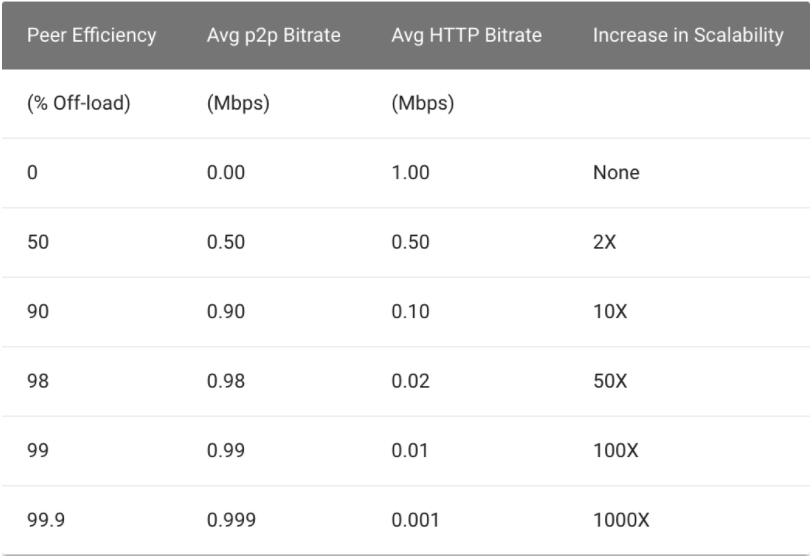 Peer Efficiency Avg p2p Bitrate Avg HTTP Bitrate Increase in Scalability
(% Off-load) (Mbps) (Mbps)
0 0.00 1.00 None
50 0.50 0.50 2X
90 0.90 0.10 10X
98 0.98 0.02 50X
99 0.99 0.01 100X
99.9 0.999 0.001 1000X